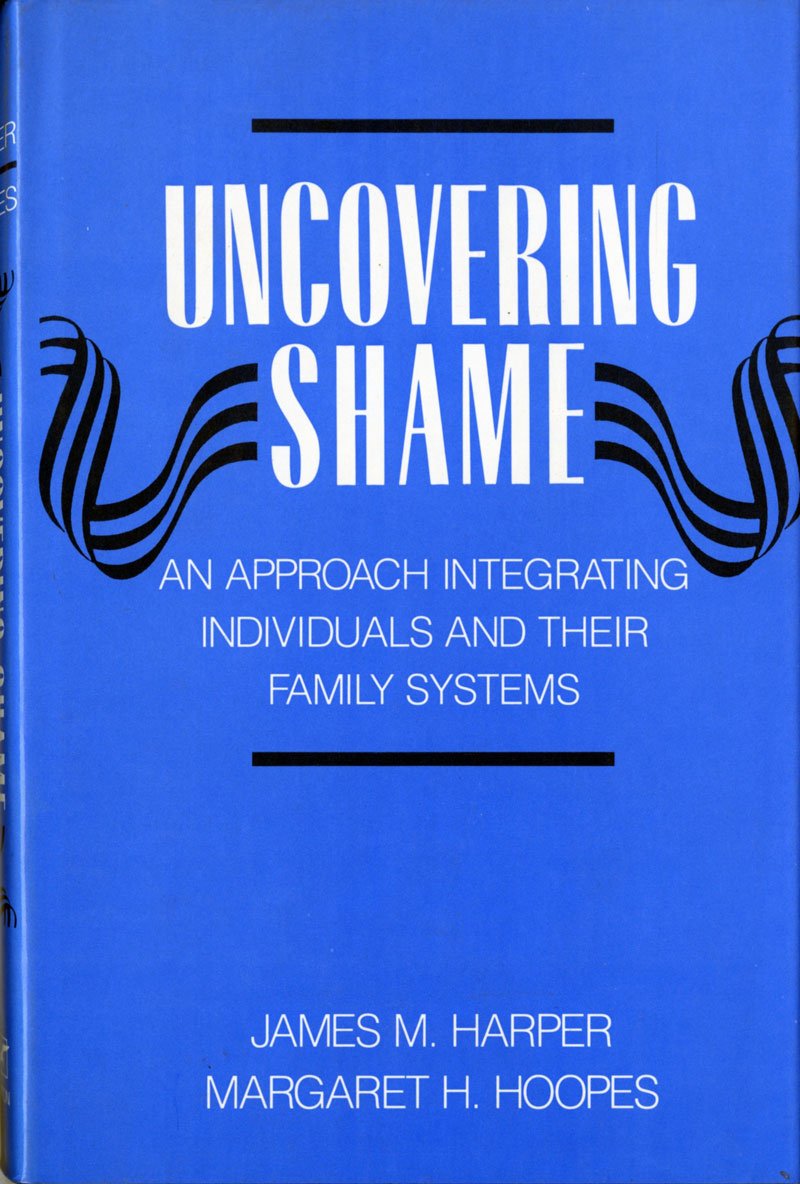 UNCOVERING
SHAME
AN APPROACH INTEGRATING
INDIVIDUALS AND THEIR
FAMILY SYSTEMS
JAMES M. HARPER
MARGARET H. HOOPES